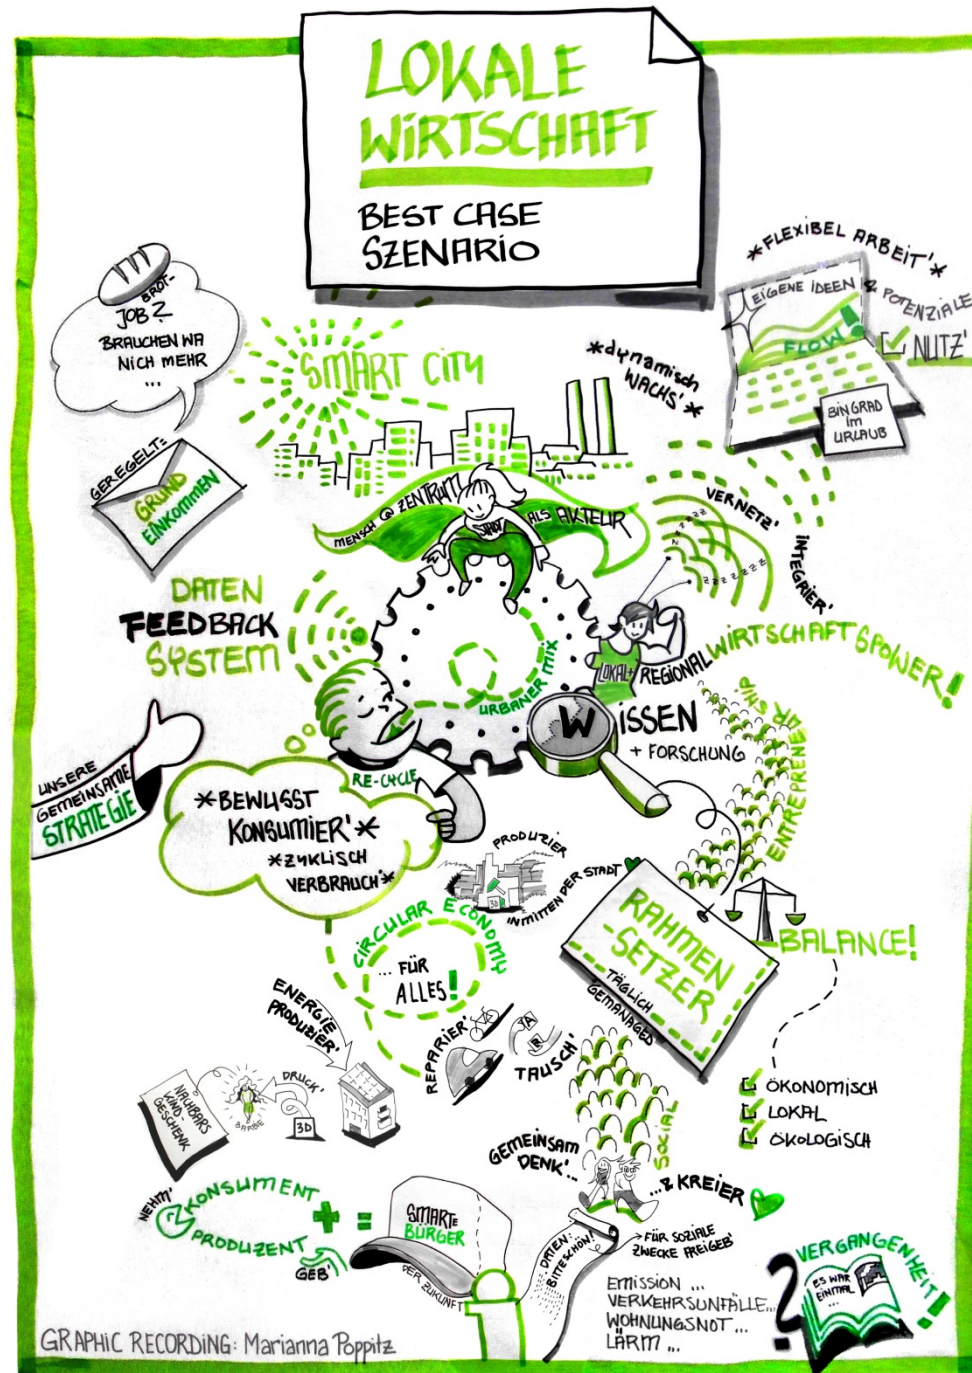 LOKALE
WIRTSCHAFT
BEST CASE
SZENARIO
BROT-
JOB?
BRAUCHEN WA
NICH MEHR
...
GEREGELT:
GRUND
EINKOMMEN
SMART CITY
*dynamisch
WACHS'*
*FLEXIBEL ARBEIT'*
EIGENE IDEEN & POTENZIALE
FLOW!
NUTZ'
BIN GRAD
IM
URLAUB
MENSCH @ ZENTRUM
STADT ALS AKTEUR
VERNETZ'
INTEGRIER'
z z z z z z
z z z z z z z
DATEN
FEEDBACK
SYSTEM
URBANER MIX
LOKAL+ REGIONAL WIRTSCHAFTSPOWER!
WISSEN
+ FORSCHUNG
ENTREPRENEURSHIP
UNSERE
GEMEINSAME
STRATEGIE
RE-CYCLE
*BEWUSST
KONSUMIER'*
*ZYKLISCH
VERBRAUCH'*
PRODUZIER
3D
INMITTEN DER STADT
CIRCULAR ECONOMY
... FÜR
ALLES!
RAHMEN
-SETZER
TÄGLICH
GEMANAGED
BALANCE!
ÖKONOMISCH
LOKAL
ÖKOLOGISCH
ENERGIE
PRODUZIER'
REPARIER'
TAUSCH'
A
B
DRUCK'
3D
BARBIE
NACHBARS
KIND-
GESCHENK
SOCIAL
GEMEINSAM
DENK'...
...& KREIER
NEHM'
KONSUMENT
+
PRODUZENT
GEB'
=
SMARTE
BÜRGER
DER ZUKUNFT
DATEN:
BITTESCHÖN!
FÜR SOZIALE
ZWECKE FREIGEB'
EMISSION ...
VERKEHRSUNFÄLLE...
WOHNUNGSNOT ...
LÄRM ...
?
VERGANGENHEIT!
ES WAR
EINMAL
...
GRAPHIC RECORDING: Marianna Poppitz